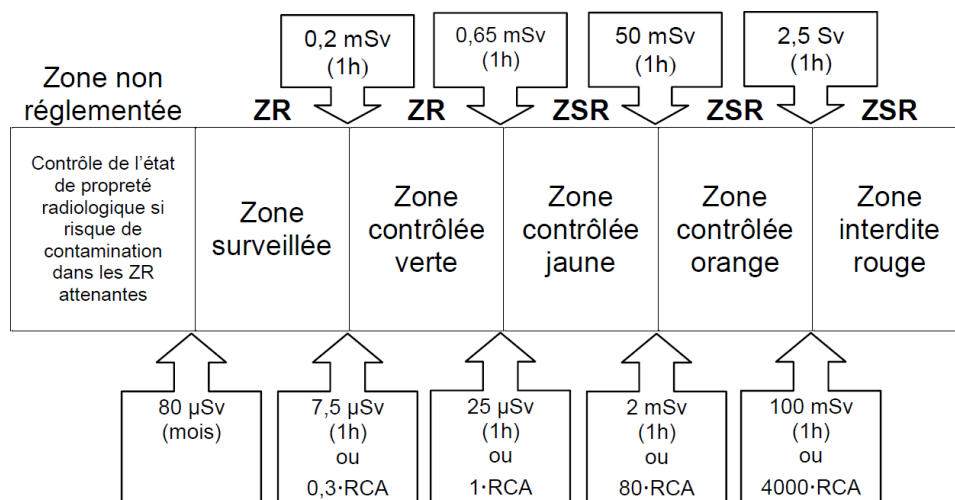 0,2 mSv
(1h)
0,65 mSv
(1h)
50 mSv
(1h)
2,5 Sv
(1h)
Zone non
réglementée
ZR
ZR
ZSR
ZSR
ZSR
Contrôle de l'état
de propreté
radiologique si
risque de
contamination
dans les ZR
attenantes
Zone
surveillée
Zone
contrôlée
verte
Zone
contrôlée
jaune
Zone
contrôlée
orange
Zone
interdite
rouge
80 µSv
(mois)
7,5 µSv
(1h)
ou
0,3·RCA
25 µSv
(1h)
ou
1·RCA
2 mSv
(1h)
ou
80·RCA
100 mSv
(1h)
ou
4000·RCA